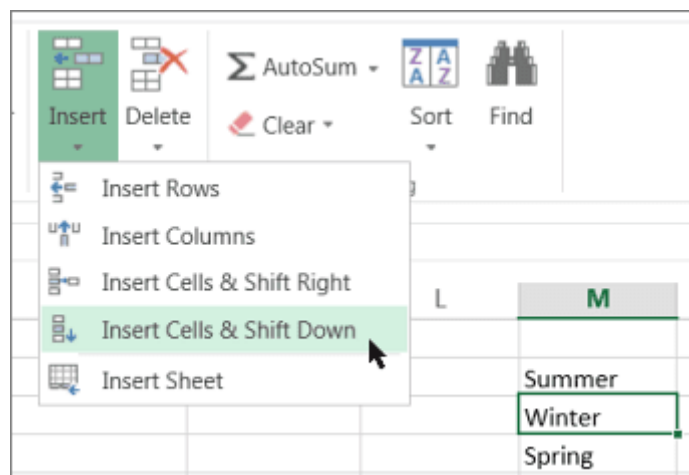 Insert Delete
AutoSum
Clear
Sort
Find
Insert Rows
Insert Columns
Insert Cells & Shift Right
Insert Cells & Shift Down
Insert Sheet
L M
Summer
Winter
Spring